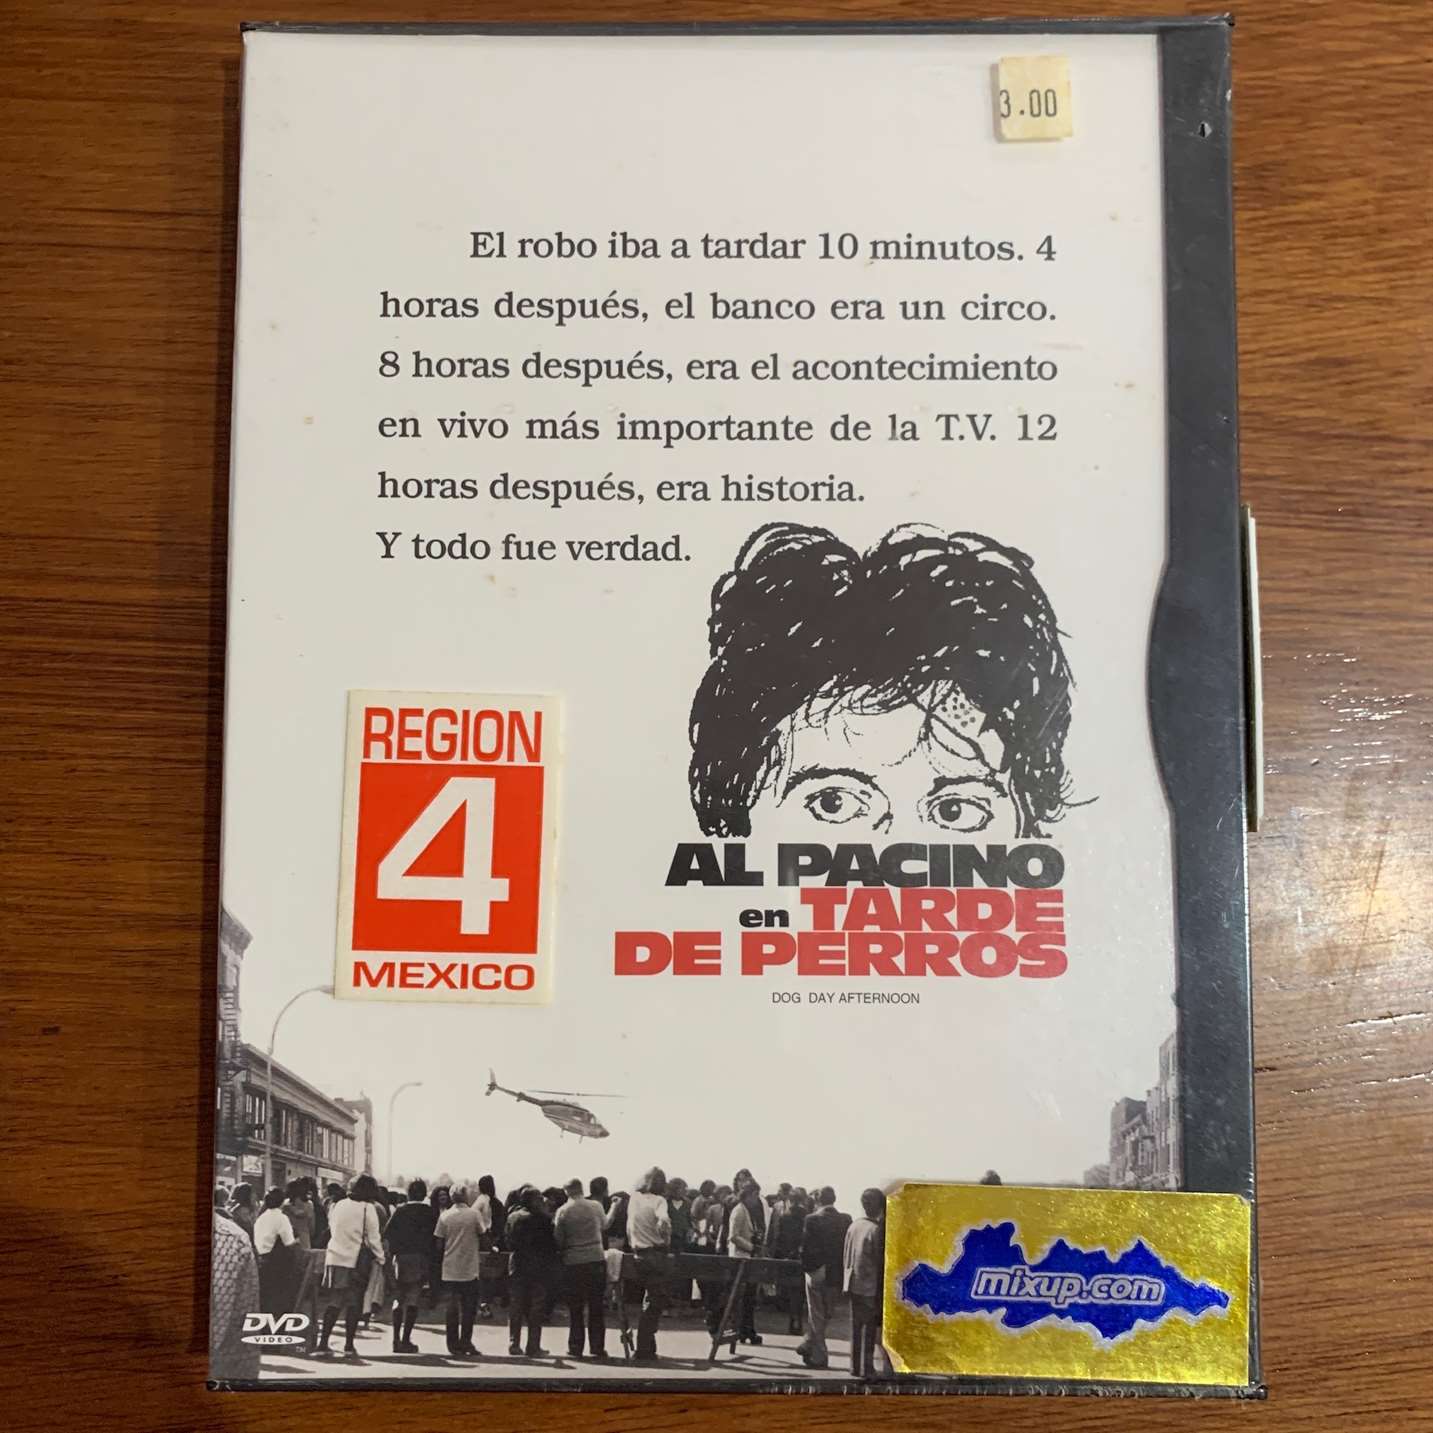 3.00
El robo iba a tardar 10 minutos. 4
horas después, el banco era un circo.
8 horas después, era el acontecimiento
en vivo más importante de la T.V. 12
horas después, era historia.
Y todo fue verdad.
REGION
4
MEXICO
AL PACINO
en TARDE
DE PERROS
DOG DAY AFTERNOON
DVD
VIDEO
TM
mixup.com